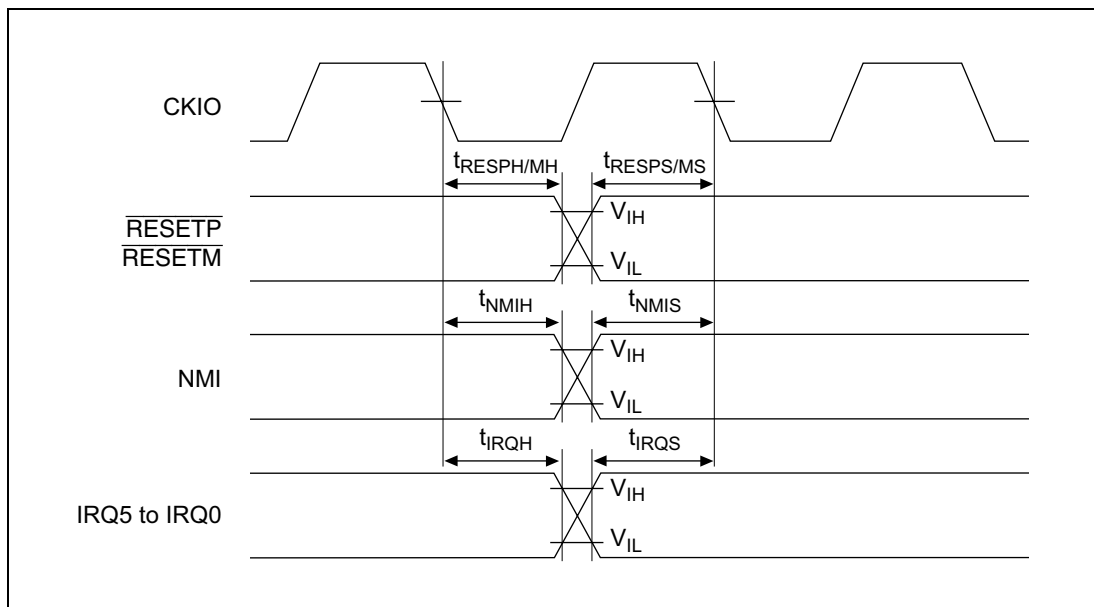 CKIO
tRESPH/MH tRESPS/MS
RESETP
RESETM
VIH
VIL
tNMIH tNMIS
NMI
VIH
VIL
tIRQH tIRQS
IRQ5 to IRQ0
VIH
VIL